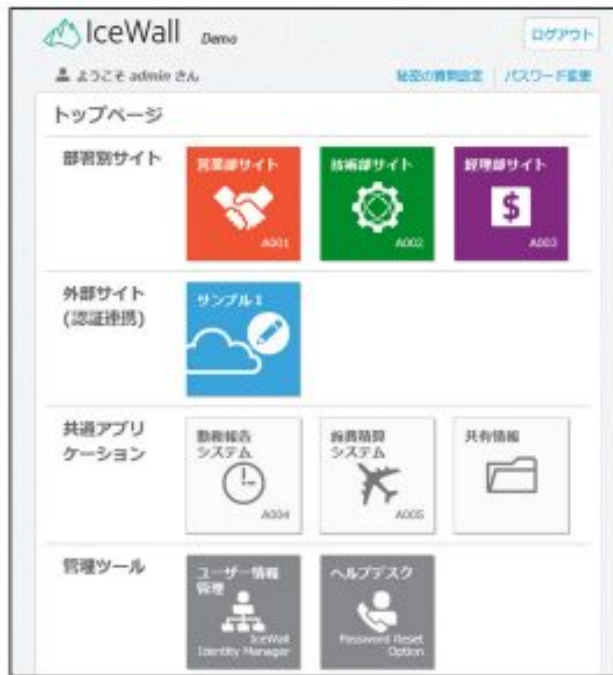 IceWall Demo
ログアウト
ようこそ admin さん
秘密の質問設定 パスワード変更
トップページ
部署別サイト
営業部サイト
A001
技術部サイト
A002
経理部サイト
A003
外部サイト
(認証連携)
サンプル1
共通アプリ
ケーション
勤務報告
システム
A004
旅費精算
システム
A005
共有情報
管理ツール
ユーザー情報
管理
IceWall
Identity Manager
ヘルプデスク
Password Reset
Option